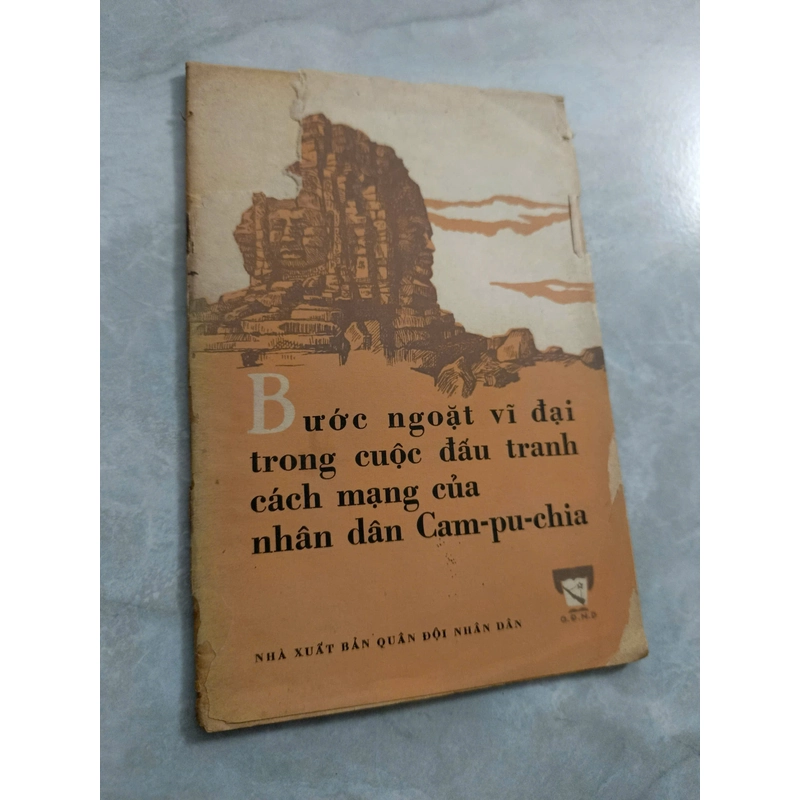 Bước ngoặt vĩ đại
trong cuộc đấu tranh
cách mạng của
nhân dân Cam-pu-chia
Q.Đ.N.D
NHÀ XUẤT BẢN QUÂN ĐỘI NHÂN DÂN